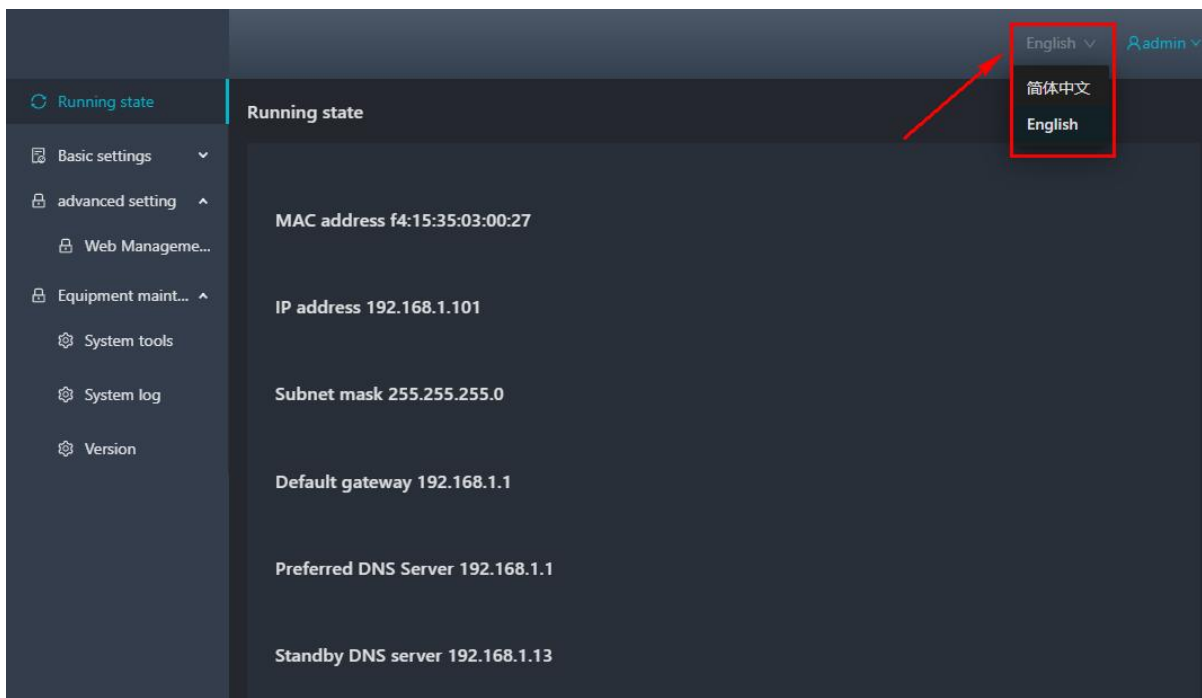 English
admin
简体中文
English
Running state
Basic settings
advanced setting
Web Manageme...
Equipment maint...
System tools
System log
Version
Running state
MAC address f4:15:35:03:00:27
IP address 192.168.1.101
Subnet mask 255.255.255.0
Default gateway 192.168.1.1
Preferred DNS Server 192.168.1.1
Standby DNS server 192.168.1.13